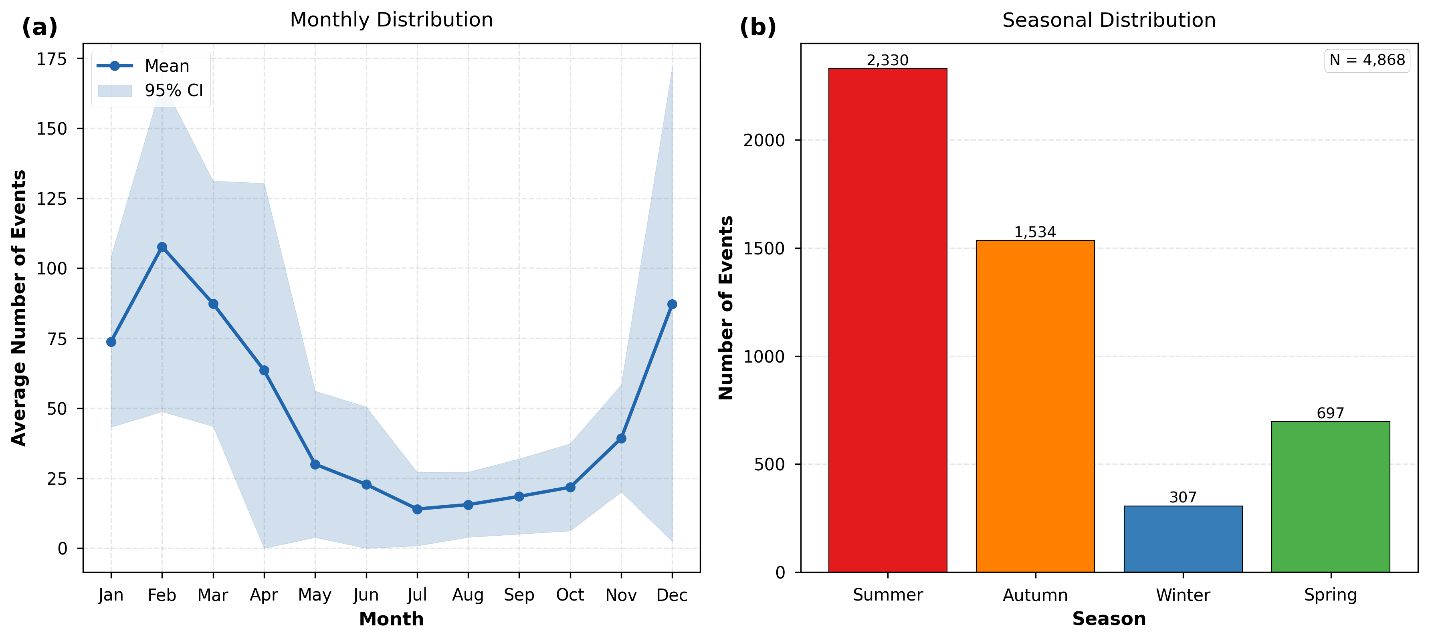 (a)
Monthly Distribution
Mean
95% CI
175
150
125
100
75
50
25
0
Average Number of Events
Jan Feb Mar Apr May Jun Jul Aug Sep Oct Nov Dec
Month
(b)
Seasonal Distribution
N = 4,868
2,330
1,534
307
697
2000
1500
1000
500
0
Number of Events
Summer Autumn Winter Spring
Season